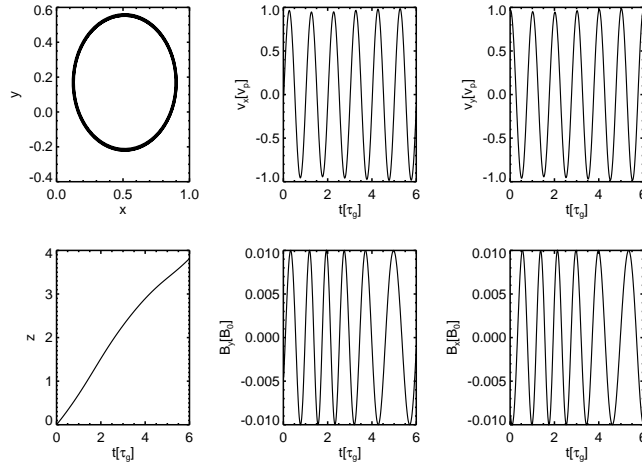 0.6
0.4
0.2
0.0
-0.2
-0.4
y
0.0 0.5 1.0
x
1.0
0.5
0.0
-0.5
-1.0
vₓ[vₚ]
0 2 4 6
t[τg]
1.0
0.5
0.0
-0.5
-1.0
vy[vₚ]
0 2 4 6
t[τg]
4
3
2
1
0
z
0 2 4 6
t[τg]
0.010
0.005
0.000
-0.005
-0.010
By[B₀]
0 2 4 6
t[τg]
0.010
0.005
0.000
-0.005
-0.010
Bₓ[B₀]
0 2 4 6
t[τg]